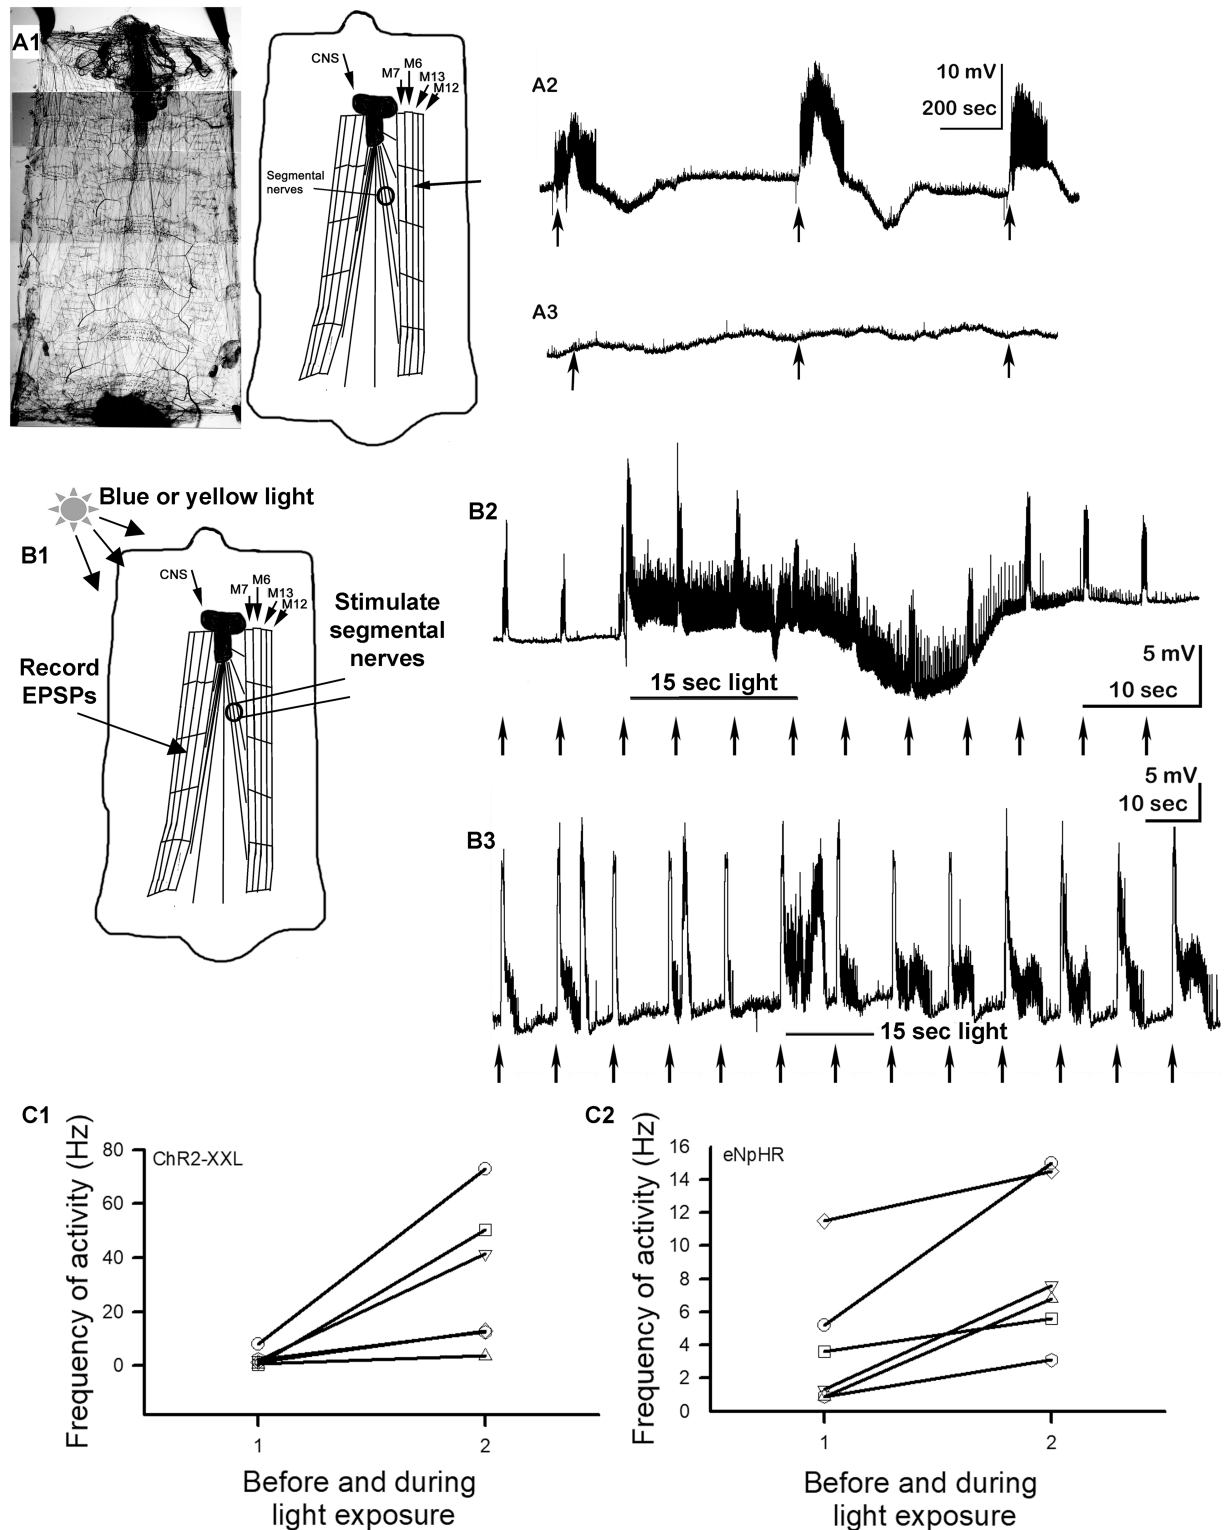 A1
CNS
M7
M6
M13
M12
Segmental
nerves
A2
10 mV
200 sec
A3
Blue or yellow light
B1
CNS
M7
M6
M13
M12
Record
EPSPs
Stimulate
segmental
nerves
B2
15 sec light
5 mV
10 sec
B3
5 mV
10 sec
15 sec light
C1
Frequency of activity (Hz)
80
60
40
20
0
ChR2-XXL
1
2
Before and during
light exposure
C2
Frequency of activity (Hz)
16
14
12
10
8
6
4
2
0
eNpHR
1
2
Before and during
light exposure